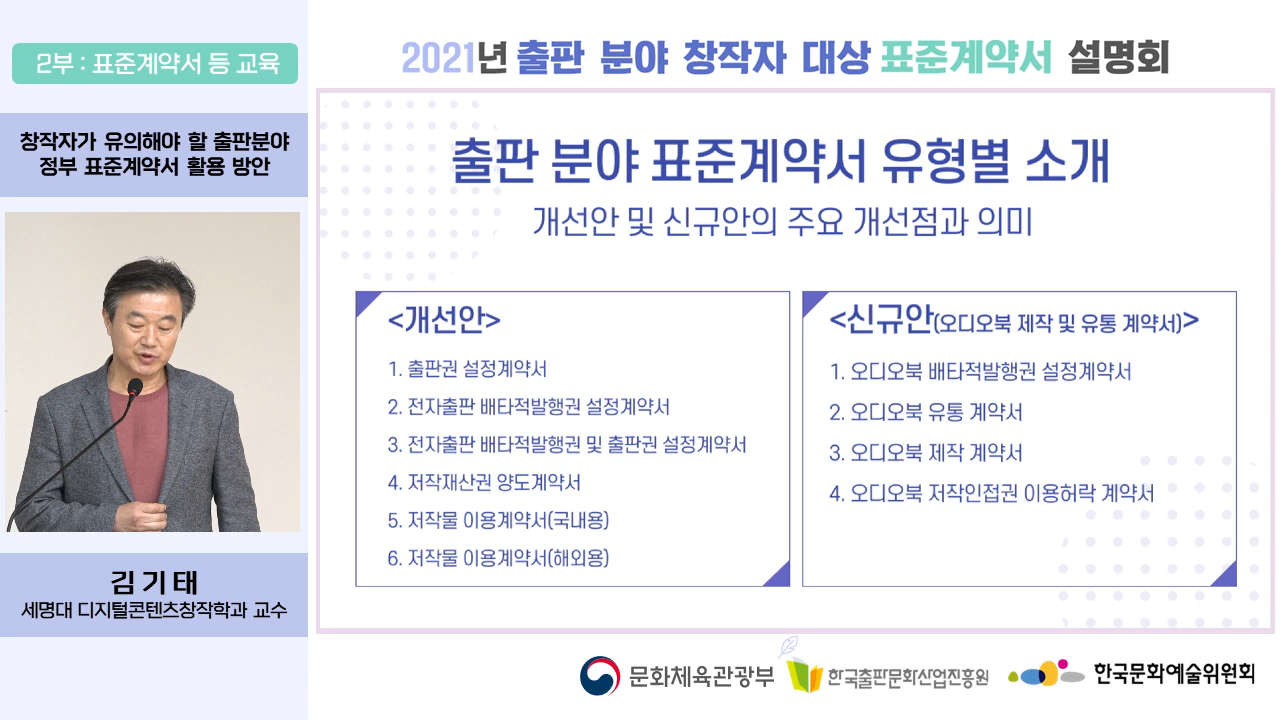 2부 : 표준계약서 등 교육
창작자가 유의해야 할 출판분야
정부 표준계약서 활용 방안
김기태
세명대 디지털콘텐츠창작학과 교수
2021년 출판 분야 창작자 대상 표준계약서 설명회
출판 분야 표준계약서 유형별 소개
개선안 및 신규안의 주요 개선점과 의미
<개선안>
1. 출판권 설정계약서
2. 전자출판 배타적발행권 설정계약서
3. 전자출판 배타적발행권 및 출판권 설정계약서
4. 저작재산권 양도계약서
5. 저작물 이용계약서(국내용)
6. 저작물 이용계약서(해외용)
<신규안(오디오북 제작 및 유통 계약서)>
1. 오디오북 배타적발행권 설정계약서
2. 오디오북 유통 계약서
3. 오디오북 제작 계약서
4. 오디오북 저작인접권 이용허락 계약서
문화체육관광부
한국출판문화산업진흥원
한국문화예술위원회